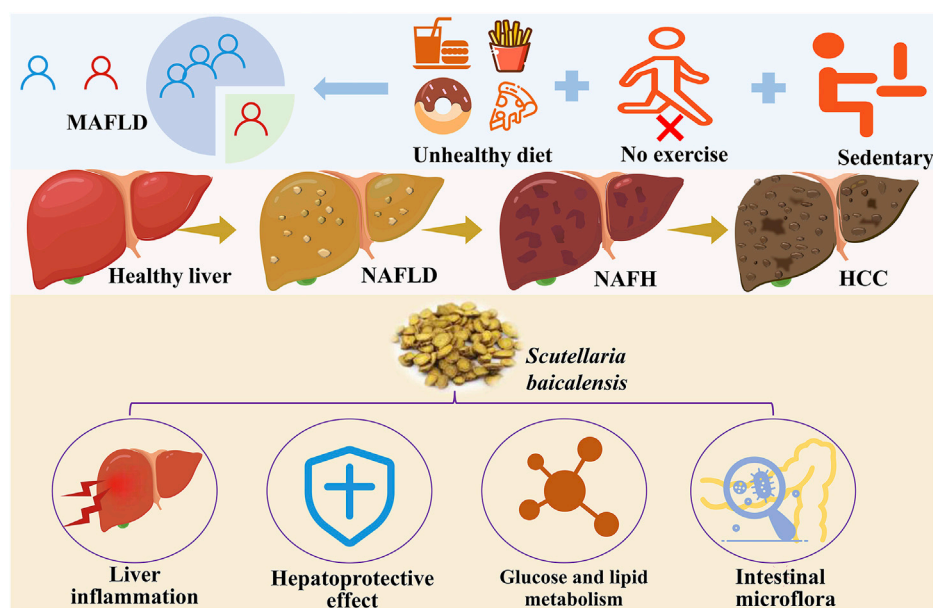 MAFLD
Unhealthy diet
No exercise
Sedentary
Healthy liver
NAFLD
NAFH
HCC
Scutellaria
baicalensis
Liver
inflammation
Hepatoprotective
effect
Glucose and lipid
metabolism
Intestinal
microflora